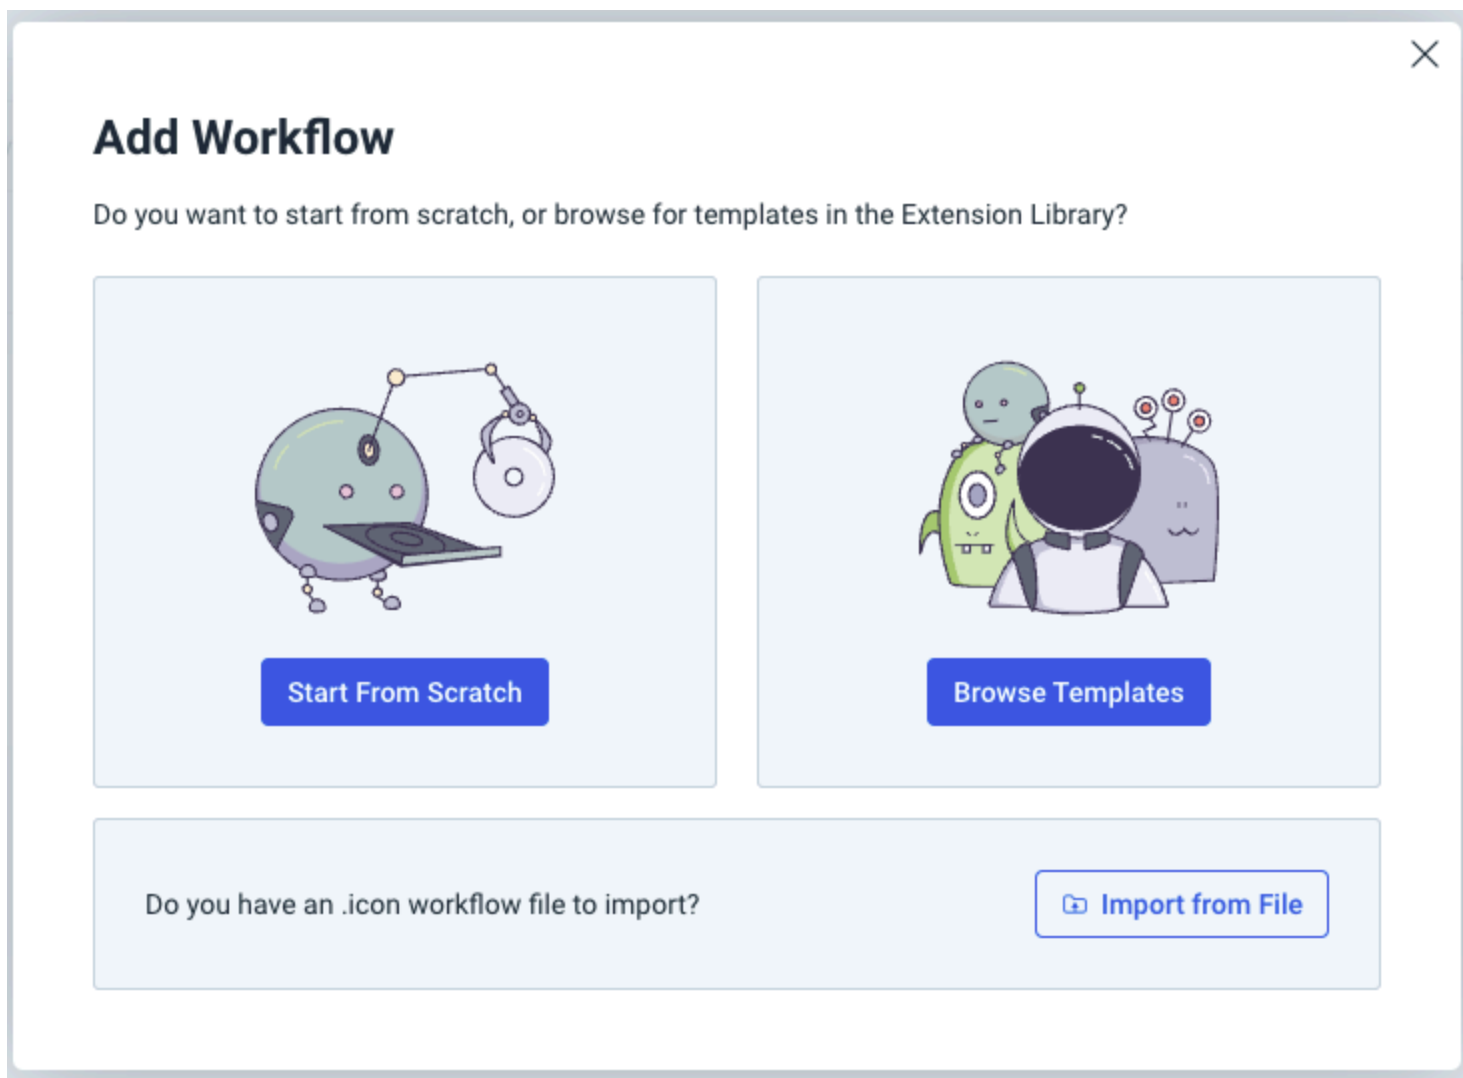 Add Workflow
Do you want to start from scratch, or browse for templates in the Extension Library?
Start From Scratch
Browse Templates
Do you have an .icon workflow file to import?
Import from File